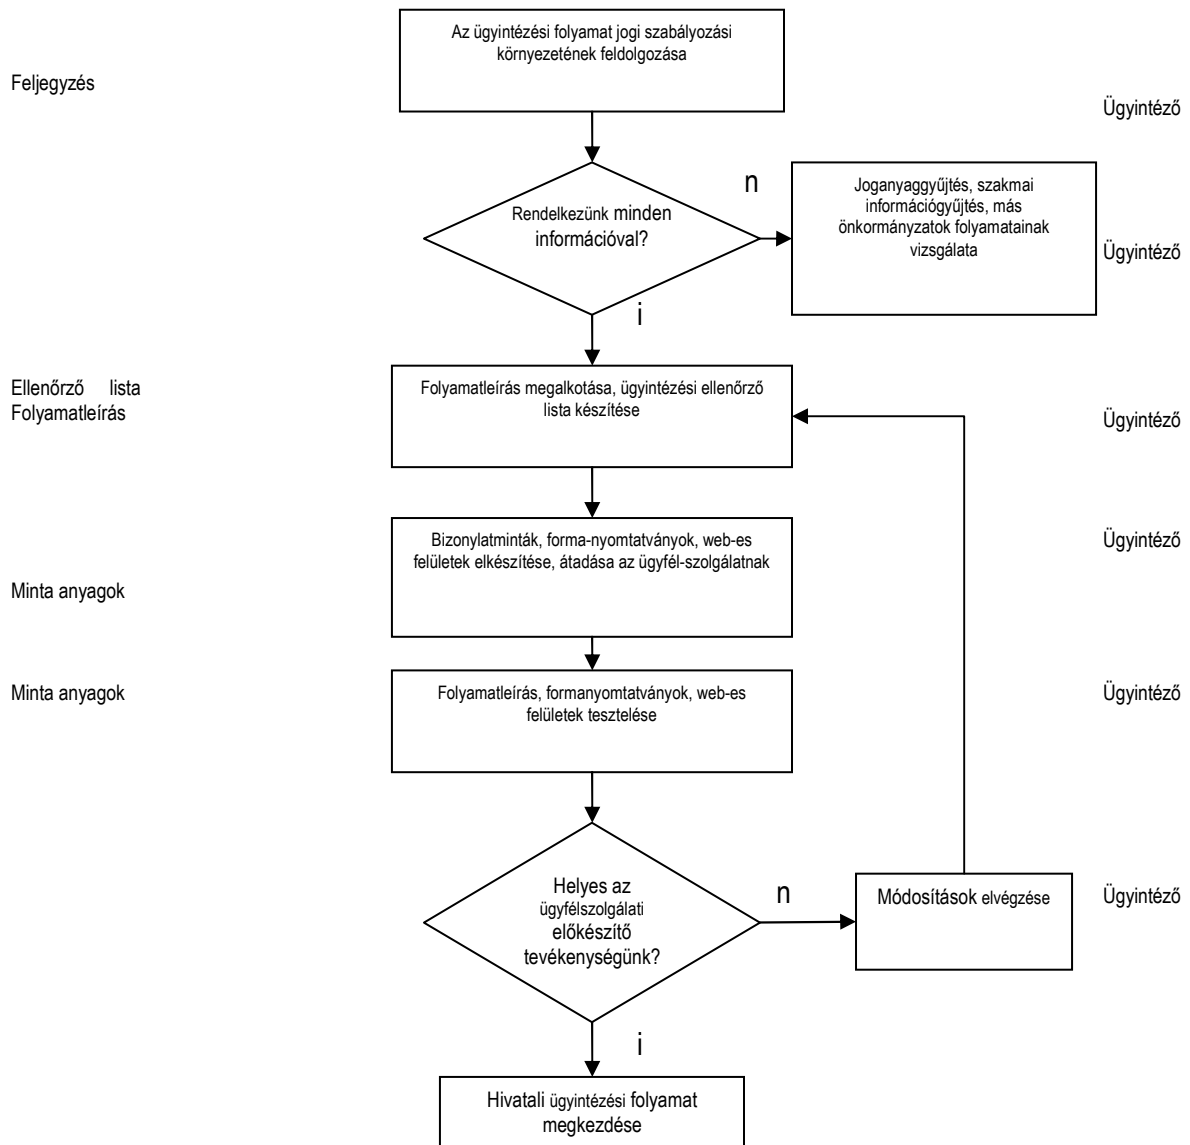 Az ügyintézési folyamat jogi szabályozási
környezetének feldolgozása
Feljegyzés
Ügyintéző
Rendelkezünk minden
információval?
n
Joganyaggyűjtés, szakmai
információgyűjtés, más
önkormányzatok folyamatainak
vizsgálata
Ügyintéző
i
Ellenőrző lista
Folyamatleírás
Folyamatleírás megalkotása, ügyintézési ellenőrző
lista készítése
Ügyintéző
Bizonylatminták, forma-nyomtatványok, web-es
felületek elkészítése, átadása az ügyfél-szolgálatnak
Ügyintéző
Minta anyagok
Minta anyagok
Folyamatleírás, formanyomtatványok, web-es
felületek tesztelése
Ügyintéző
Helyes az
ügyfélszolgálati
előkészítő
tevékenységünk?
n
Módosítások elvégzése
Ügyintéző
i
Hivatali ügyintézési folyamat
megkezdése